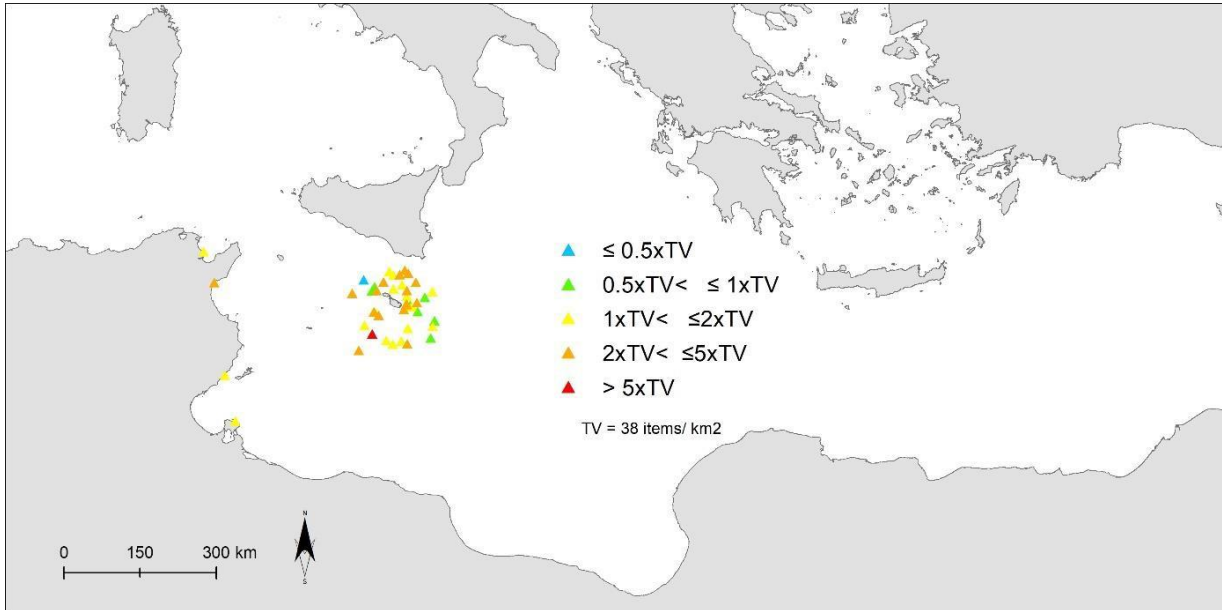 ≤ 0.5xTV
0.5xTV< ≤ 1xTV
1xTV< ≤2xTV
2xTV< ≤5xTV
> 5xTV
TV = 38 items/ km2
N
0 150 300 km
S